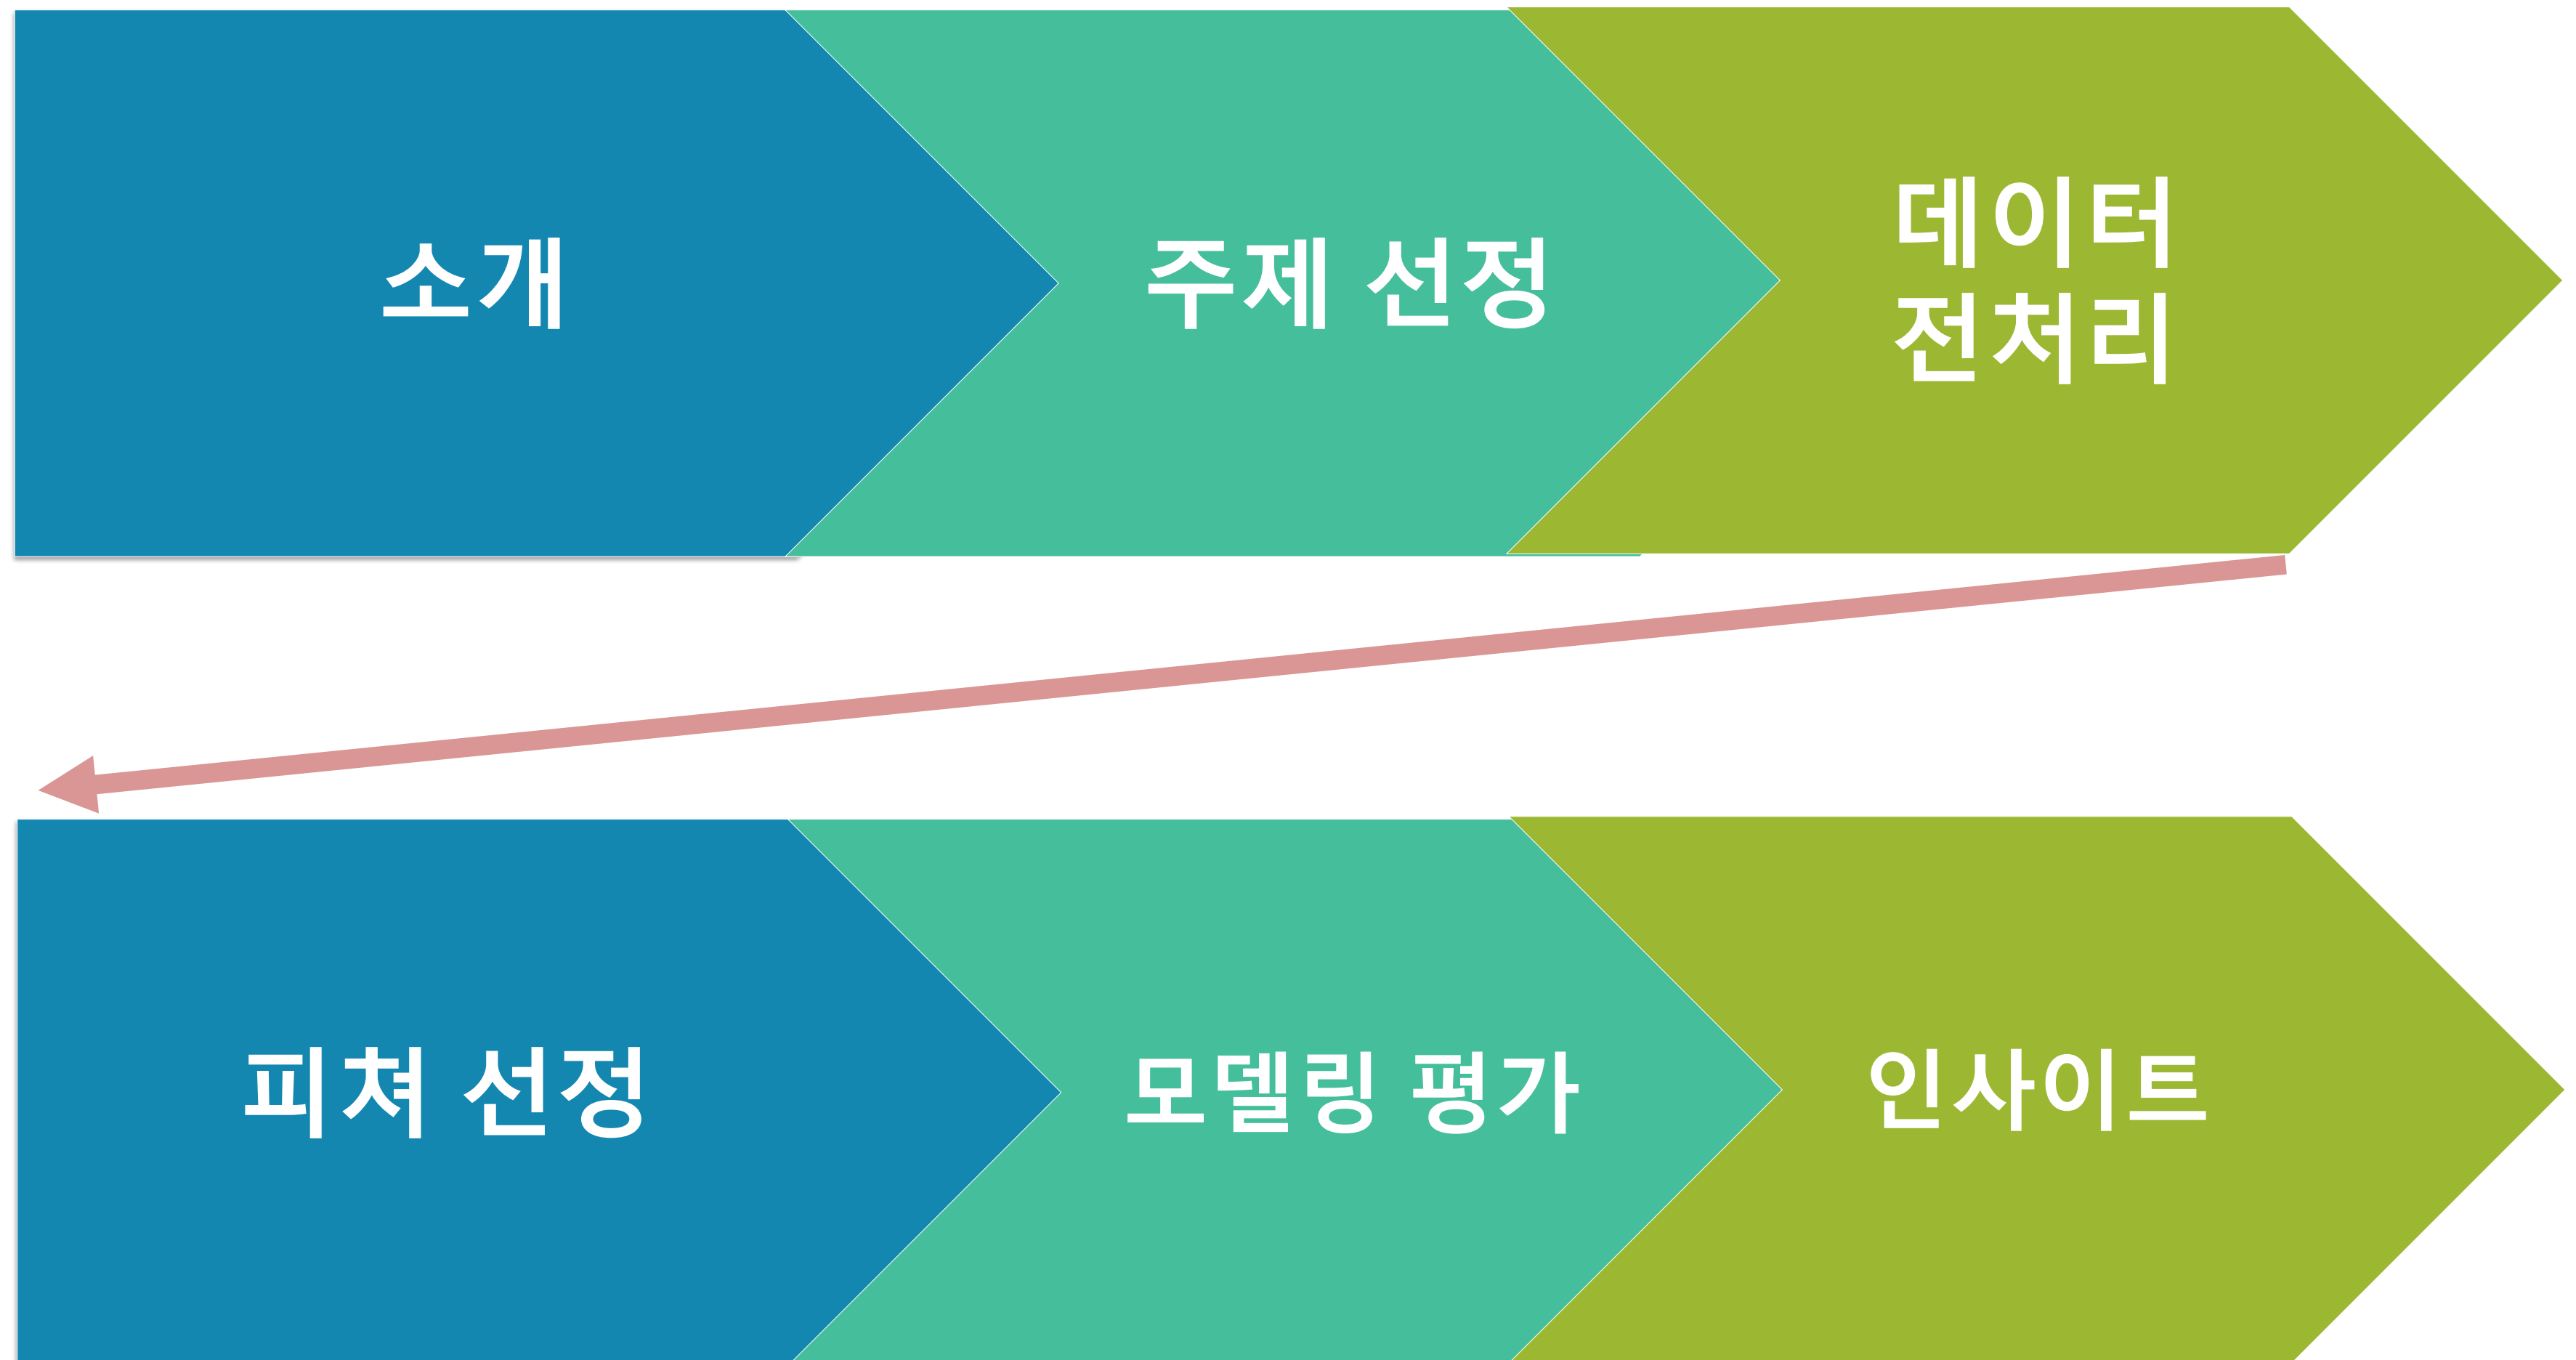 소개
주제 선정
데이터
전처리
피쳐 선정
모델링 평가
인사이트